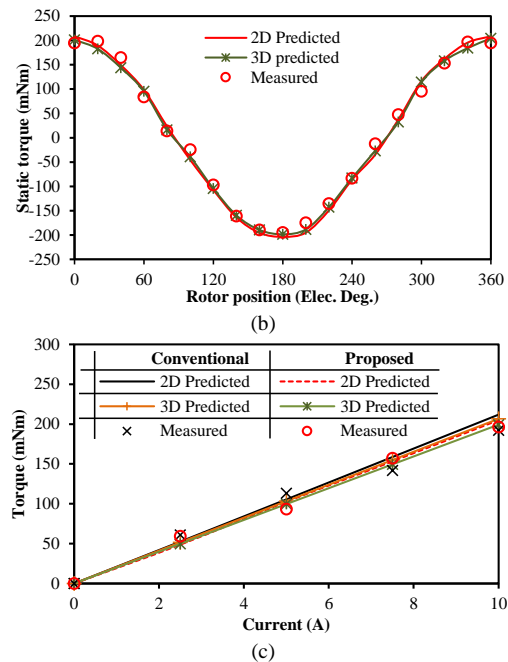 250
200
150
100
50
0
-50
-100
-150
-200
-250
Static torque (mNm)
2D Predicted
3D predicted
Measured
0 60 120 180 240 300 360
Rotor position (Elec. Deg.)
(b)
300
250
200
150
100
50
0
Torque (mNm)
Conventional Proposed
2D Predicted 2D Predicted
3D Predicted 3D Predicted
Measured Measured
0 2 4 6 8 10
Current (A)
(c)